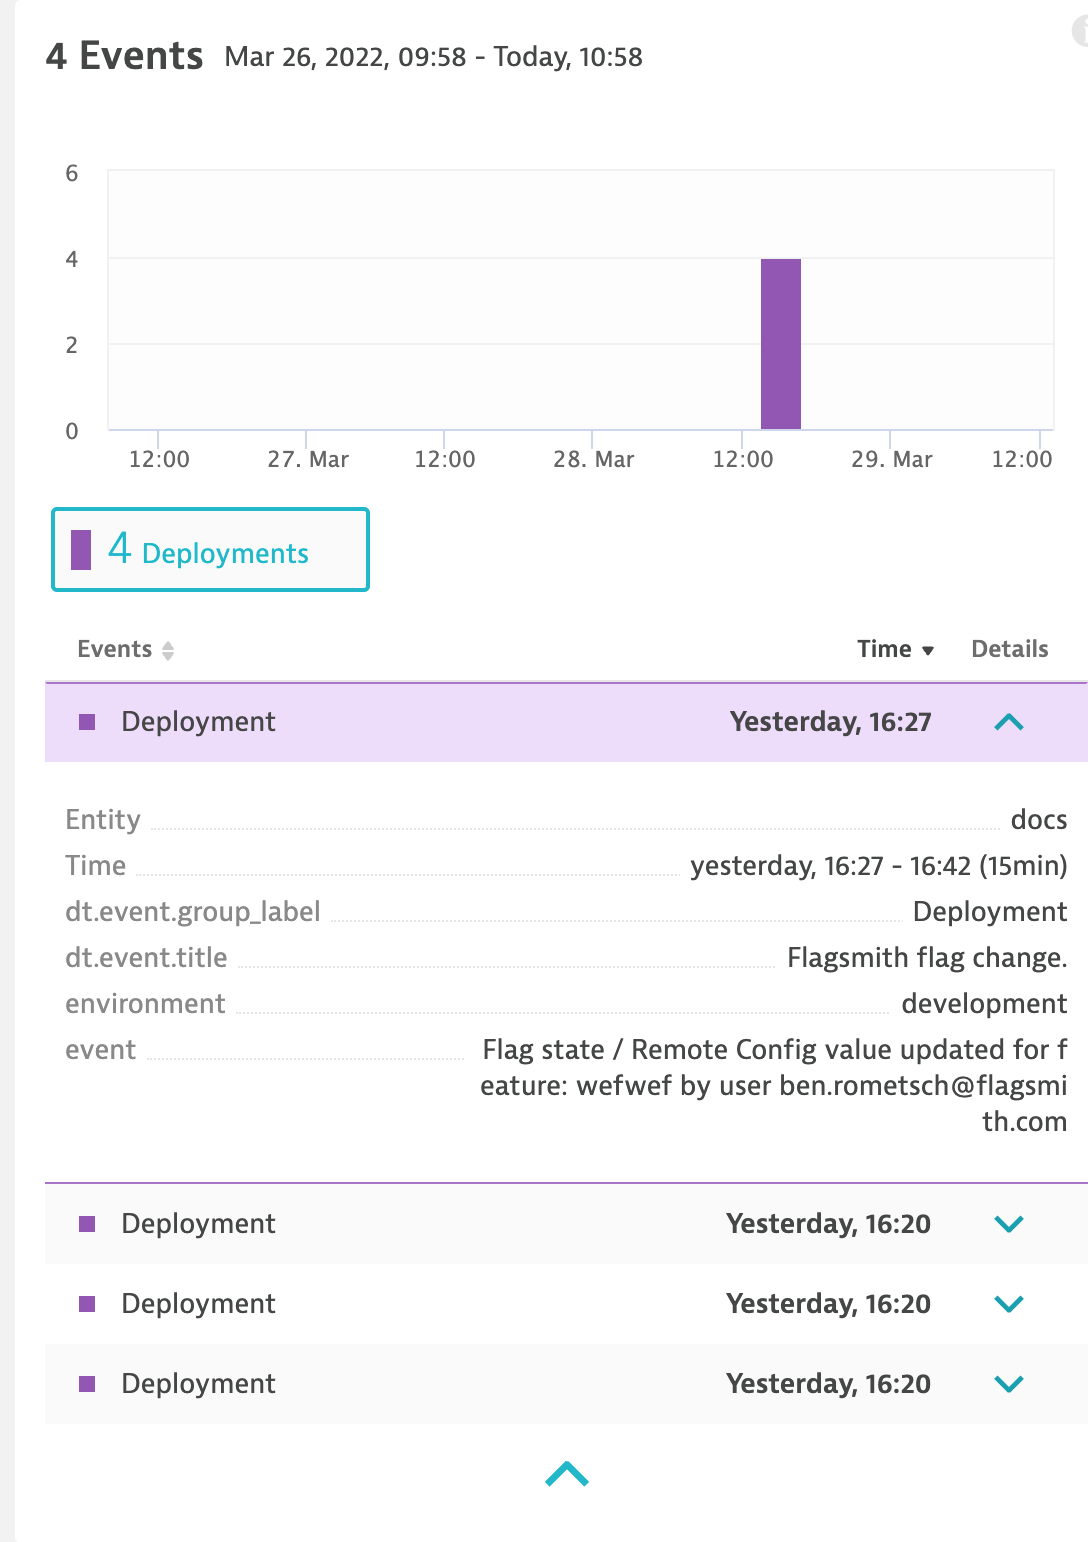 4 Events Mar 26, 2022, 09:58 - Today, 10:58
6
4
2
0
12:00 27. Mar 12:00 28. Mar 12:00 29. Mar 12:00
4 Deployments
Events Time Details
Deployment Yesterday, 16:27
Entity docs
Time yesterday, 16:27 - 16:42 (15min)
dt.event.group_label Deployment
dt.event.title Flagsmith flag change.
environment development
event Flag state / Remote Config value updated for f
eature: wefwef by user ben.rometsch@flagsmi
th.com
Deployment Yesterday, 16:20
Deployment Yesterday, 16:20
Deployment Yesterday, 16:20